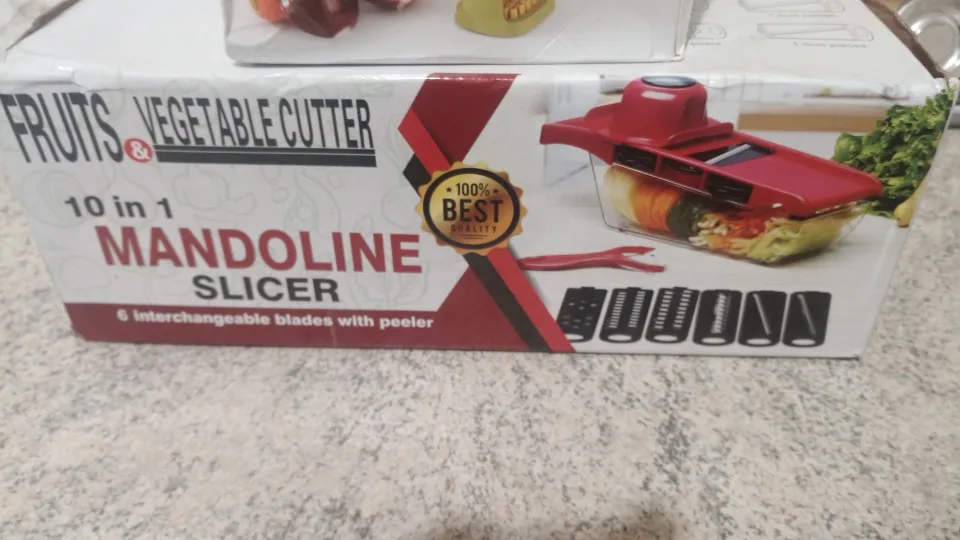 FRUITS & VEGETABLE CUTTER
10 in 1
MANDOLINE
SLICER
6 interchangeable blades with peeler
100%
BEST
QUALITY